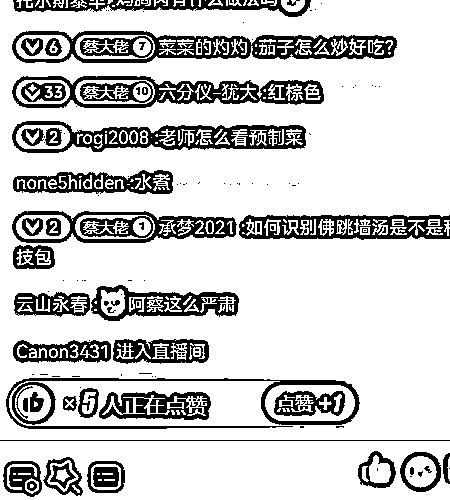 托尔斯泰华:鸡胸肉有什么做法吗
6 蔡大佬 7 菜菜的灼灼 :茄子怎么炒好吃?
33 蔡大佬 10 六分仪-犹大 :红棕色
2 rogi2008 :老师怎么看预制菜
none5hidden :水煮
2 蔡大佬 1 承梦2021 :如何识别佛跳墙汤是不是科
技包
云山永春 : 阿蔡这么严肃
Canon3431 进入直播间
×5 人正在点赞 点赞+1